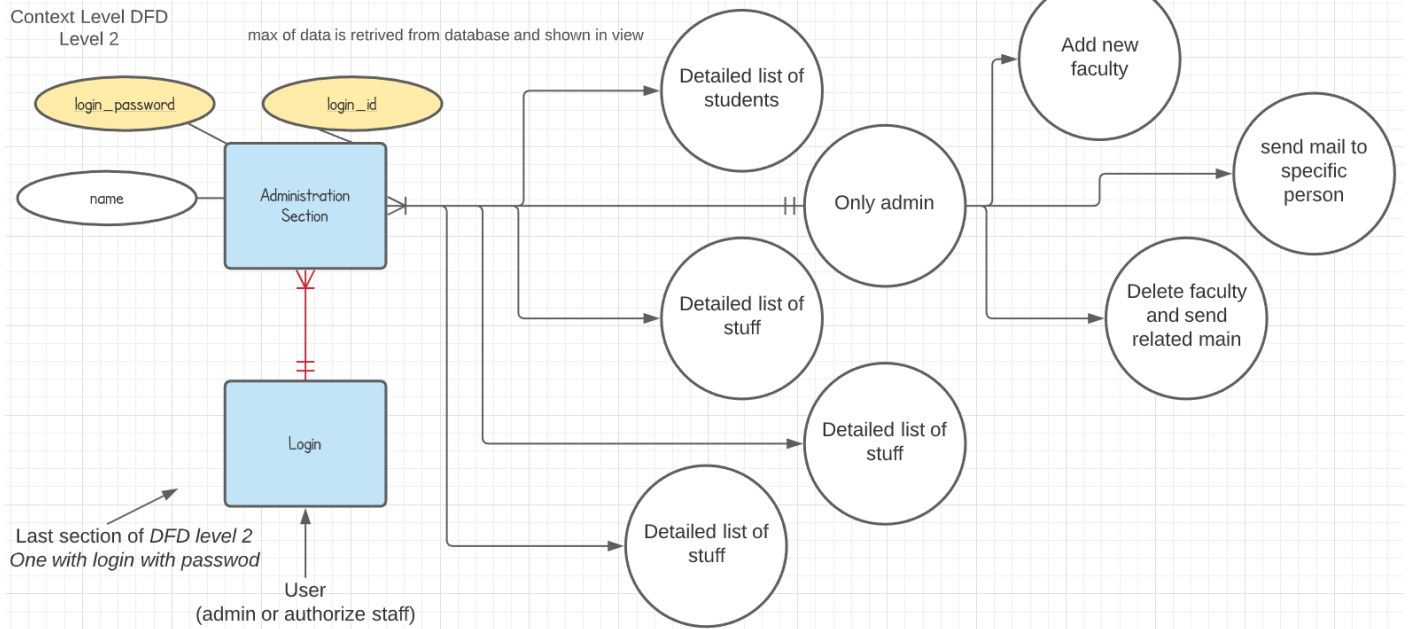 Context Level DFD
Level 2
max of data is retrived from database and shown in view
login_password
login_id
name
Administration
Section
Detailed list of
students
Add new
faculty
send mail to
specific
person
Only admin
Detailed list of
stuff
Delete faculty
and send
related main
Detailed list of
stuff
Login
Detailed list of
stuff
Last section of DFD level 2
One with login with passwod
User
(admin or authorize staff)